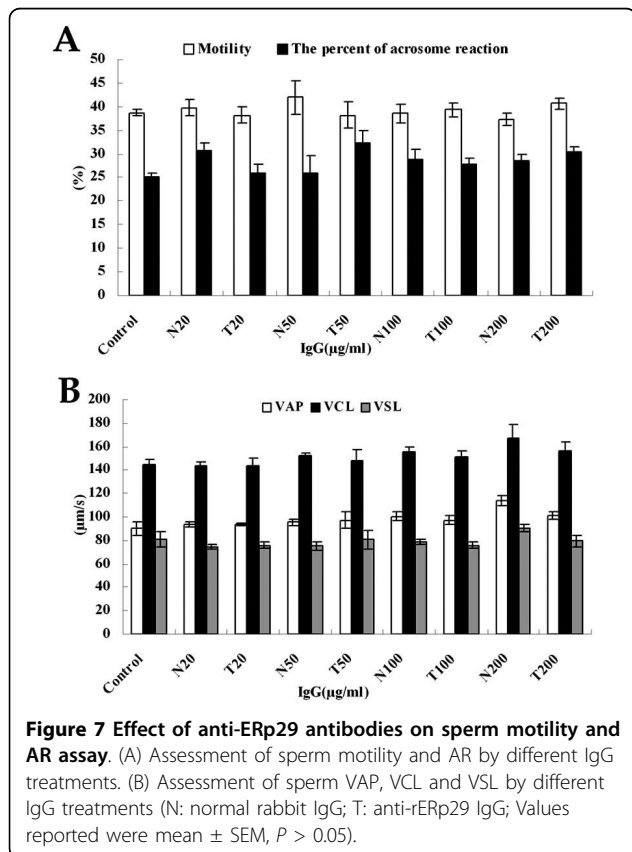 A
Motility The percent of acrosome reaction
50
45
40
35
30
25
20
15
10
5
0
(%)
Control N20 T20 N50 T50 N100 T100 N200 T200
IgG(μg/ml)
B
VAP VCL VSL
200
180
160
140
120
100
80
60
40
20
0
(μm/s)
Control N20 T20 N50 T50 N100 T100 N200 T200
IgG(μg/ml)
Figure 7 Effect of anti-ERp29 antibodies on sperm motility and
AR assay. (A) Assessment of sperm motility and AR by different IgG
treatments. (B) Assessment of sperm VAP, VCL and VSL by different
IgG treatments (N: normal rabbit IgG; T: anti-rERp29 IgG; Values
reported were mean ± SEM, P > 0.05).